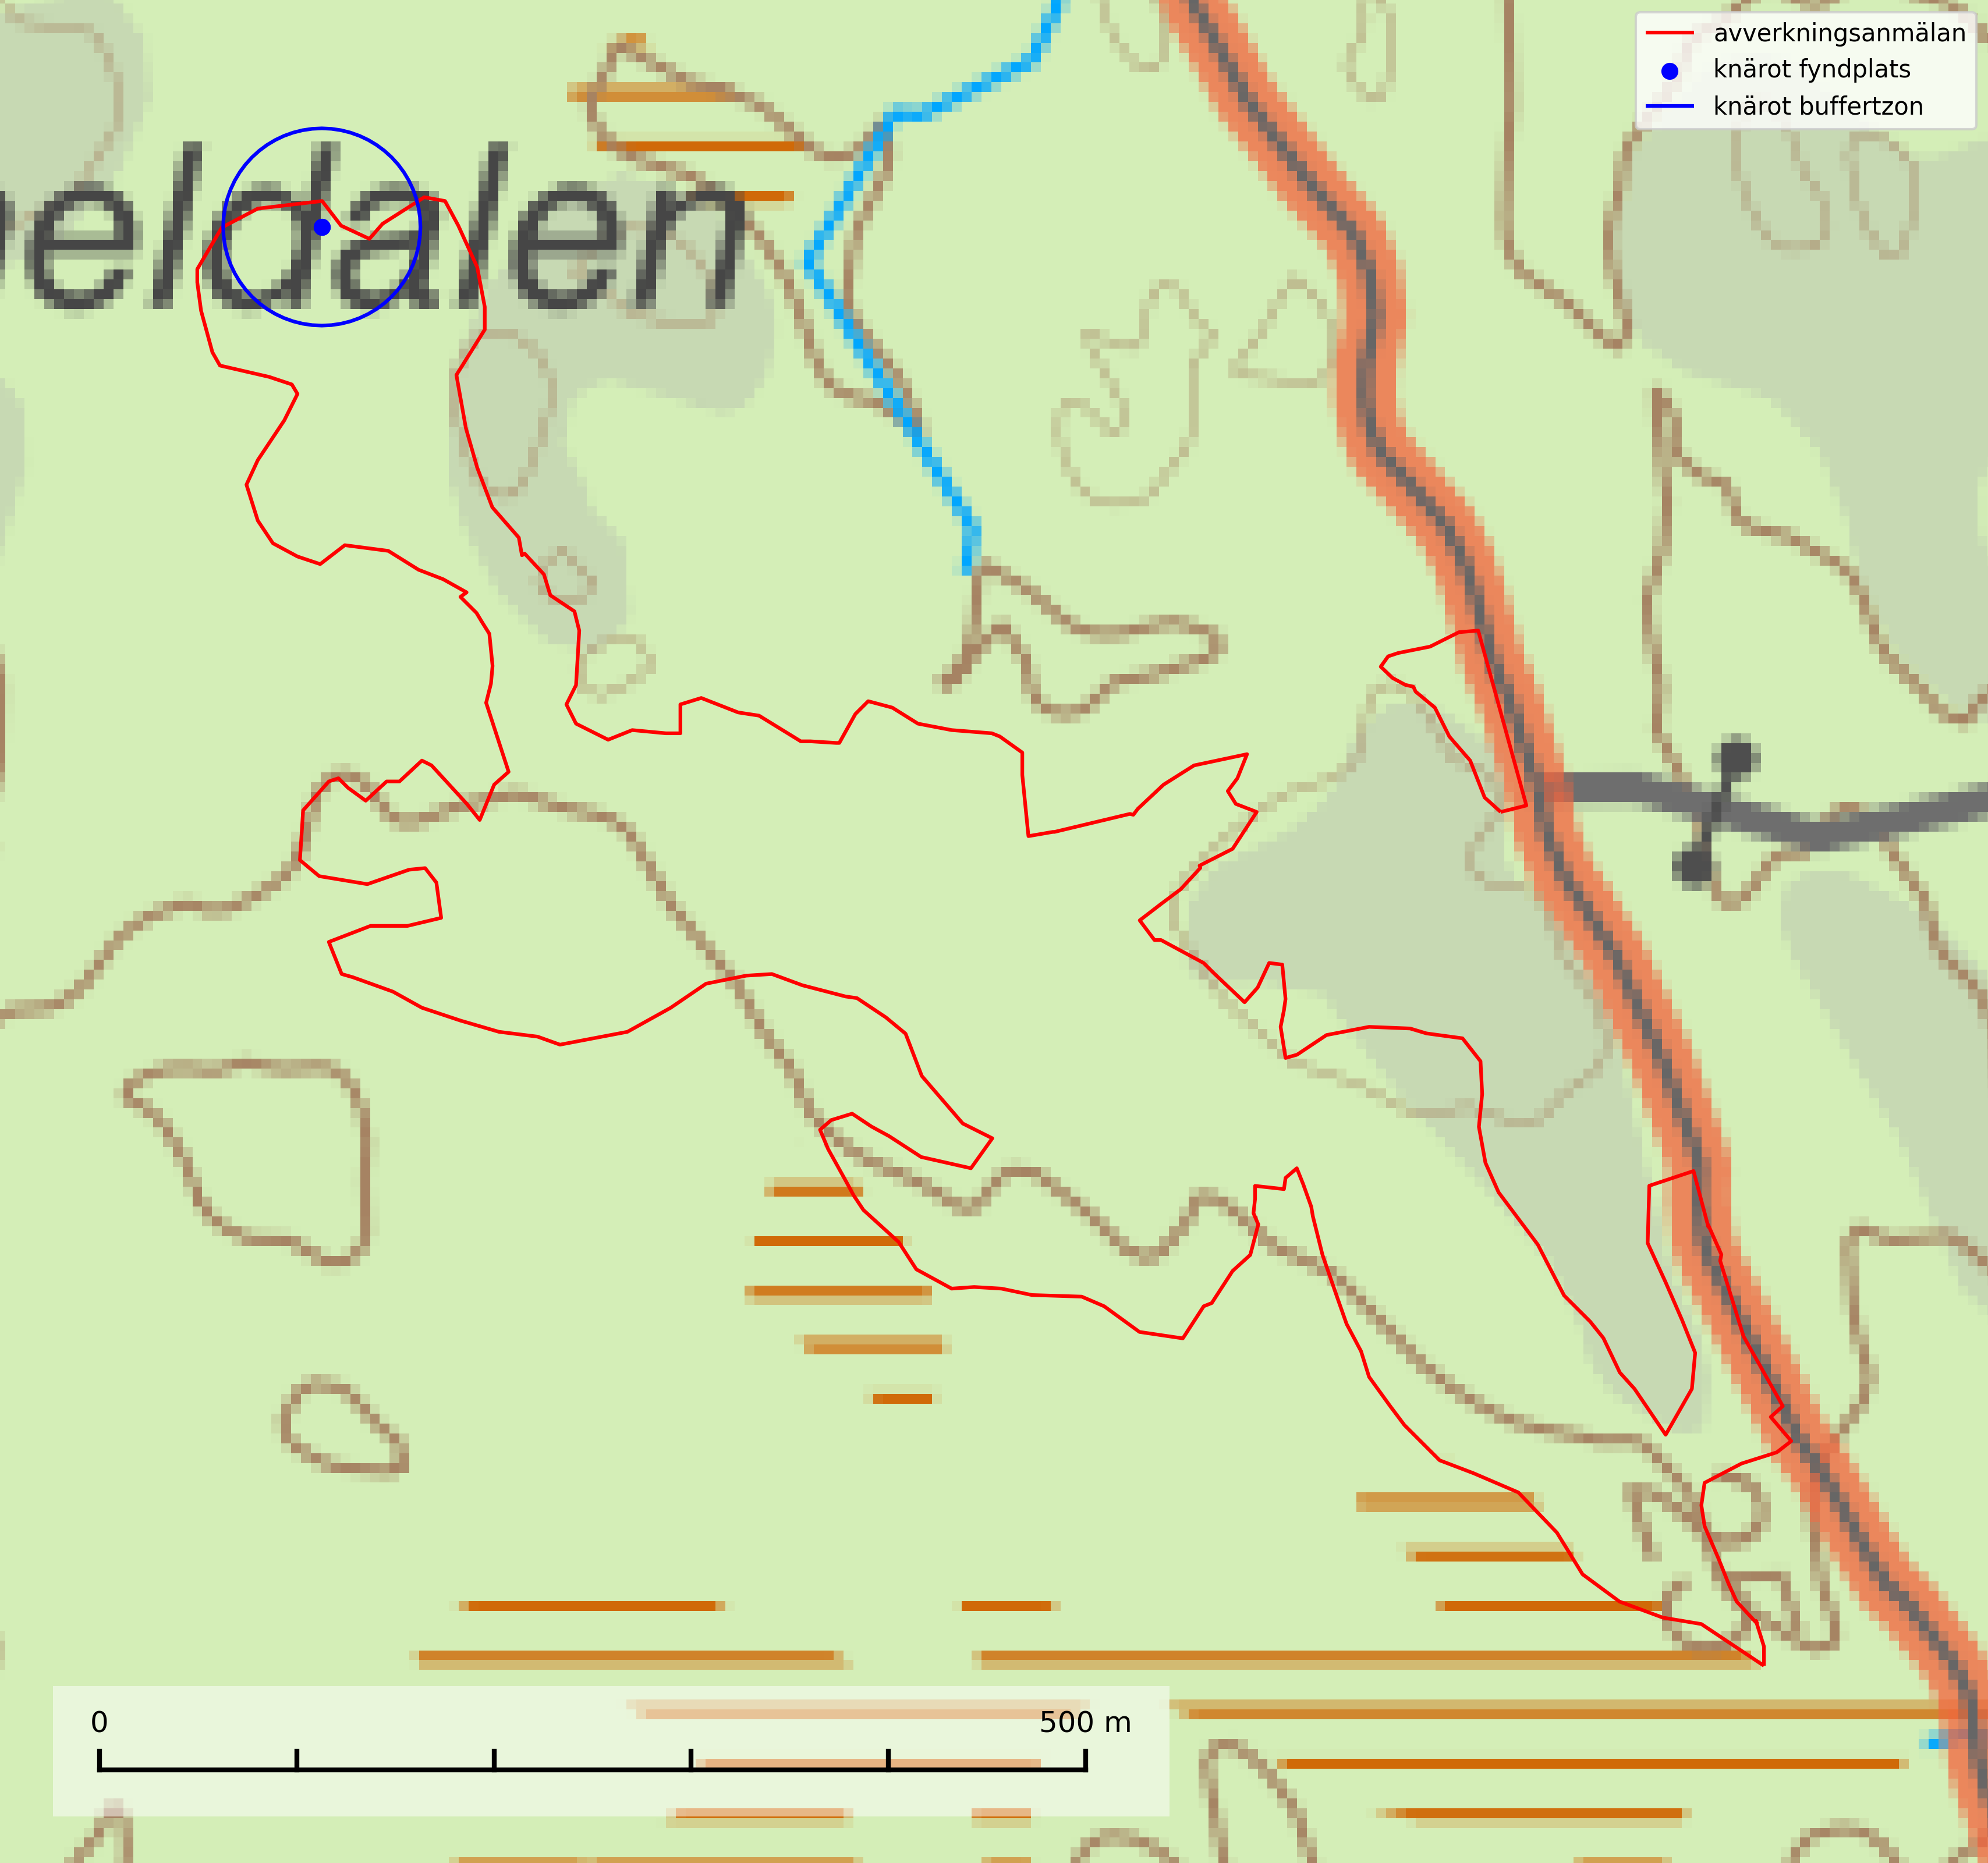 avverkningsanmälan
knärot fyndplats
knärot buffertzon
eldalen
0 500 m